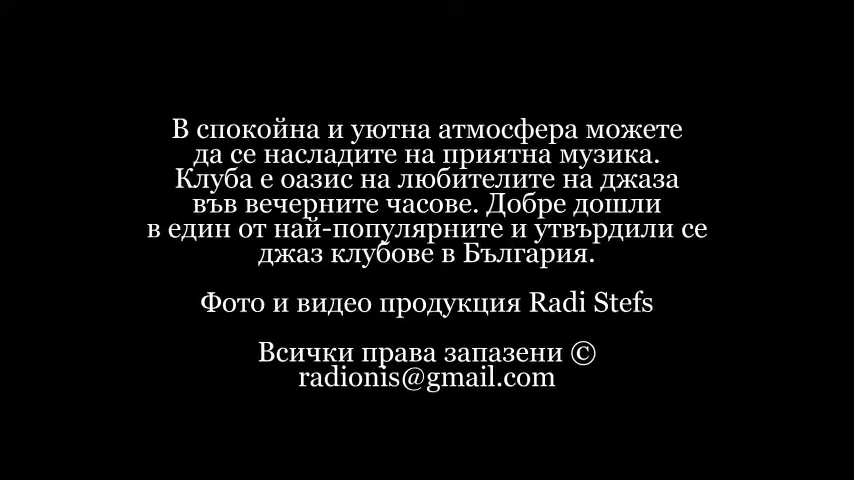 В спокойна и уютна атмосфера можете
да се насладите на приятна музика.
Клуба е оазис на любителите на джаза
във вечерните часове. Добре дошли
в един от най-популярните и утвърдили се
джаз клубове в България.
Фото и видео продукция Radi Stefs
Всички права запазени ©
radionis@gmail.com